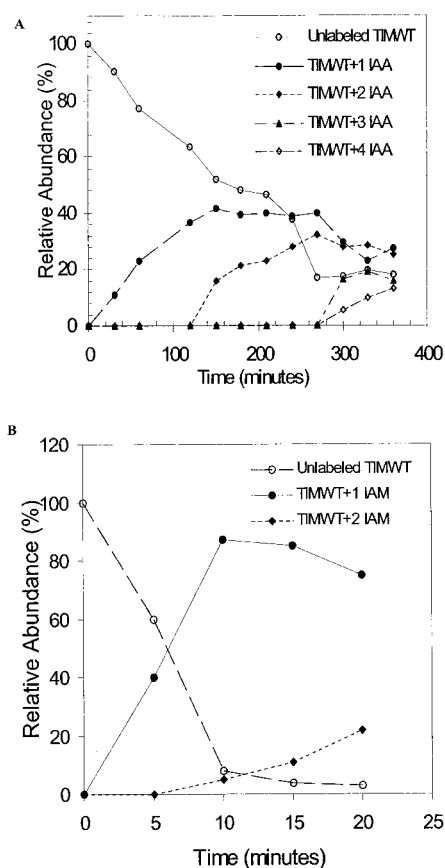 A
Unlabeled TIMWT
TIMWT+1 IAA
TIMWT+2 IAA
TIMWT+3 IAA
TIMWT+4 IAA
100
80
60
40
20
0
Relative Abundance (%)
0 100 200 300 400
Time (minutes)
B
Unlabeled TIMWT
TIMWT+1 IAM
TIMWT+2 IAM
120
100
80
60
40
20
0
Relative Abundance (%)
0 5 10 15 20 25
Time (minutes)